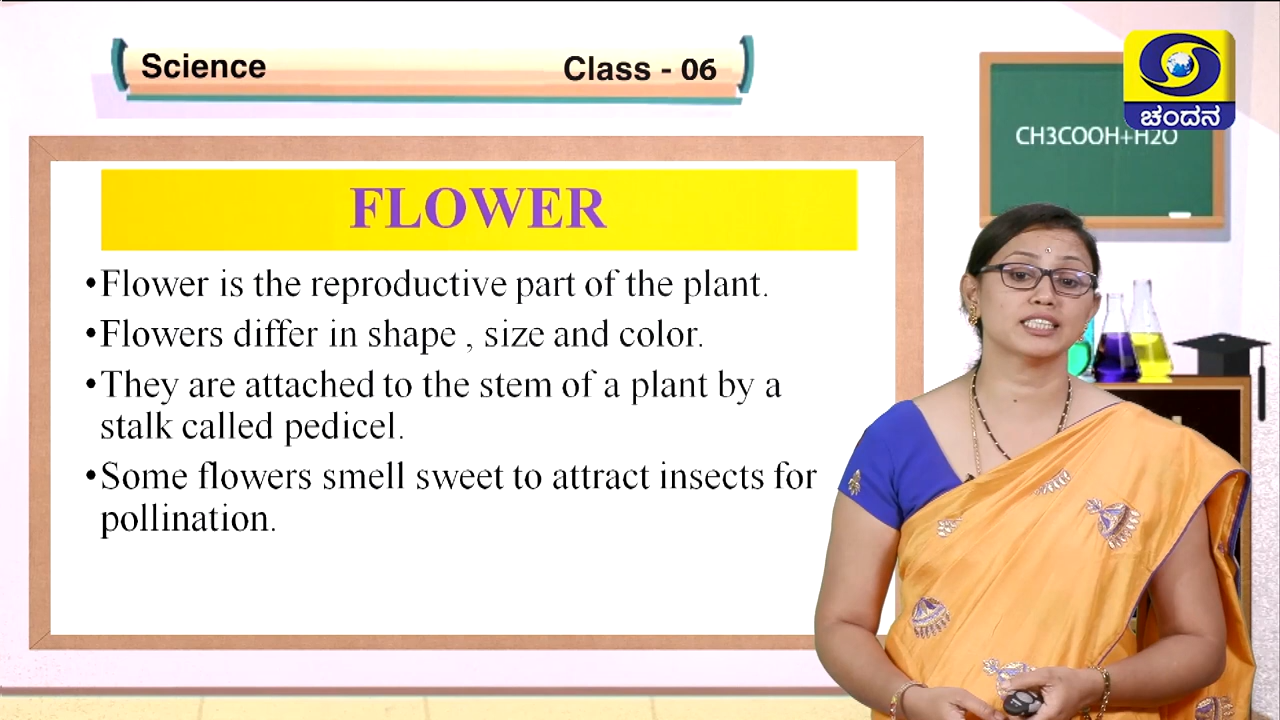 Science
Class - 06
ಚಂದನ
CH3COOH+H2O
FLOWER
•Flower is the reproductive part of the plant.
•Flowers differ in shape , size and color.
•They are attached to the stem of a plant by a
stalk called pedicel.
•Some flowers smell sweet to attract insects for
pollination.